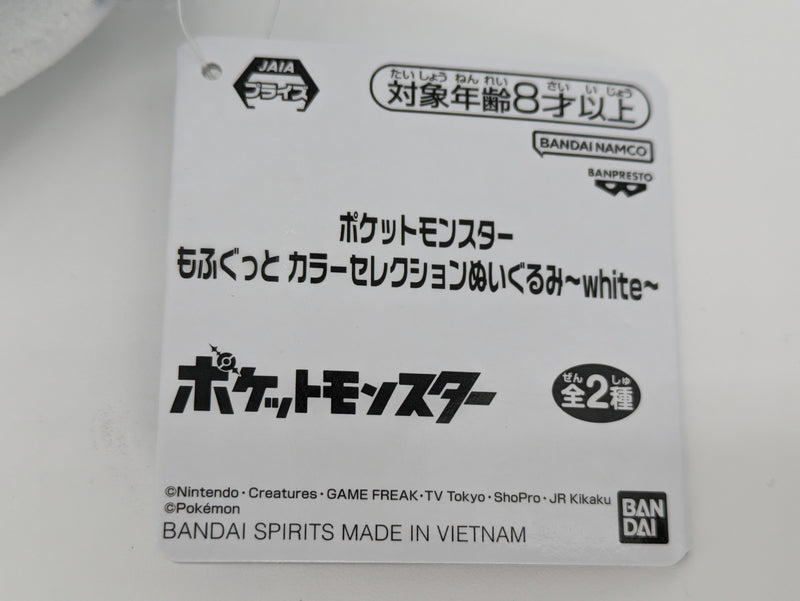 JAIA
プライズ
たいしょう ねんれい さい いじょう
対象年齢8才以上
BANDAI NAMCO
BANPRESTO
ポケットモンスター
もふぐっと カラーセレクションぬいぐるみ〜white〜
ポケットモンスター
ぜん しゅ
全2種
©Nintendo・Creatures・GAME FREAK・TV Tokyo・ShoPro・JR Kikaku
©Pokémon
BANDAI SPIRITS MADE IN VIETNAM
BAN
DAI